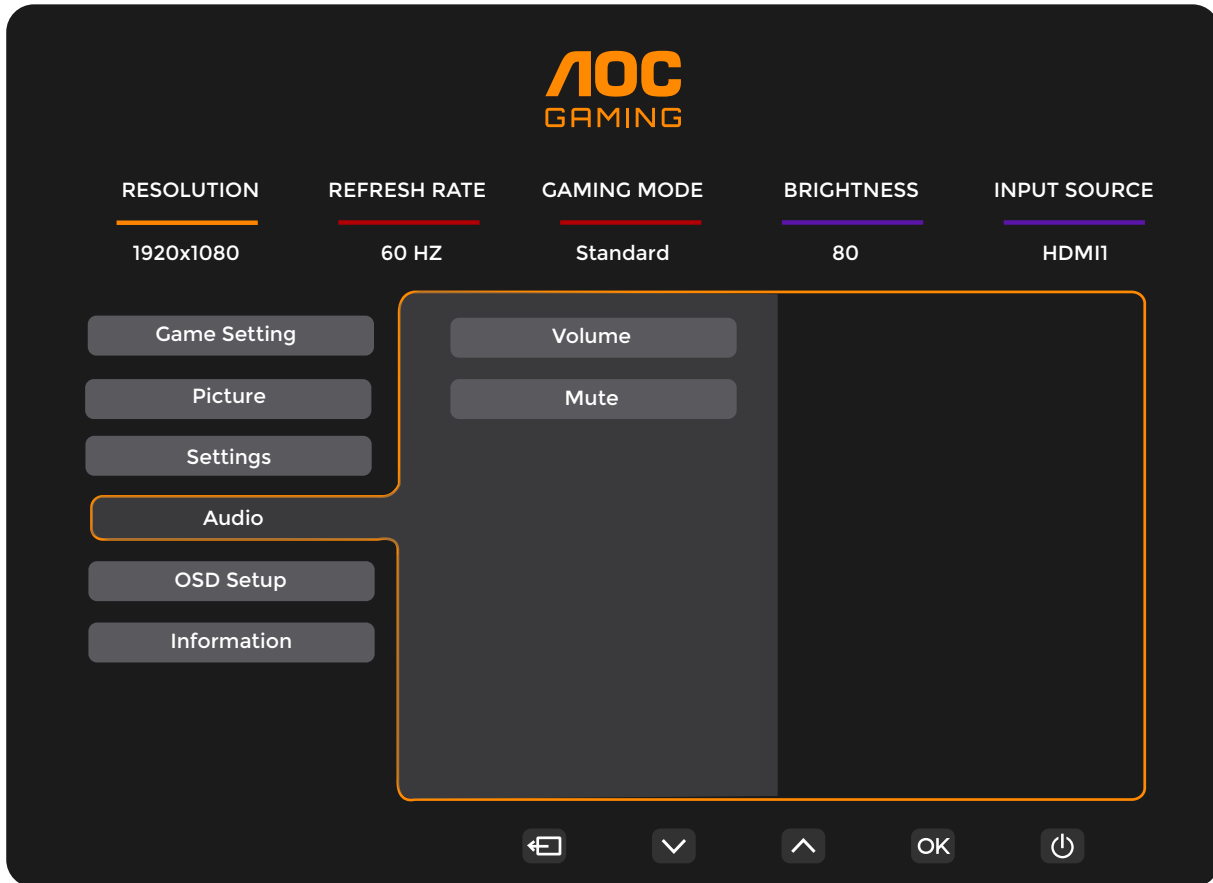 AOC
GAMING
RESOLUTION REFRESH RATE GAMING MODE BRIGHTNESS INPUT SOURCE
1920x1080 60 HZ Standard 80 HDMI1
Game Setting Volume
Picture Mute
Settings
Audio
OSD Setup
Information
OK